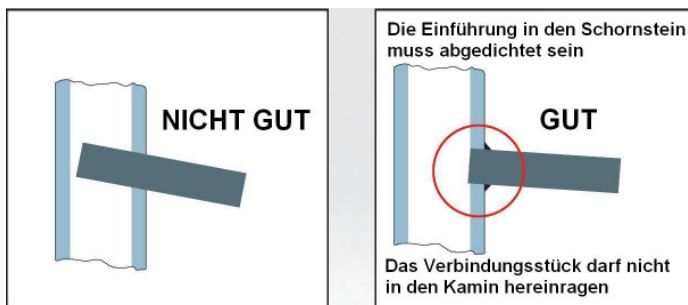 NICHT GUT
Die Einführung in den Schornstein
muss abgedichtet sein
GUT
Das Verbindungsstück darf nicht
in den Kamin hereinragen